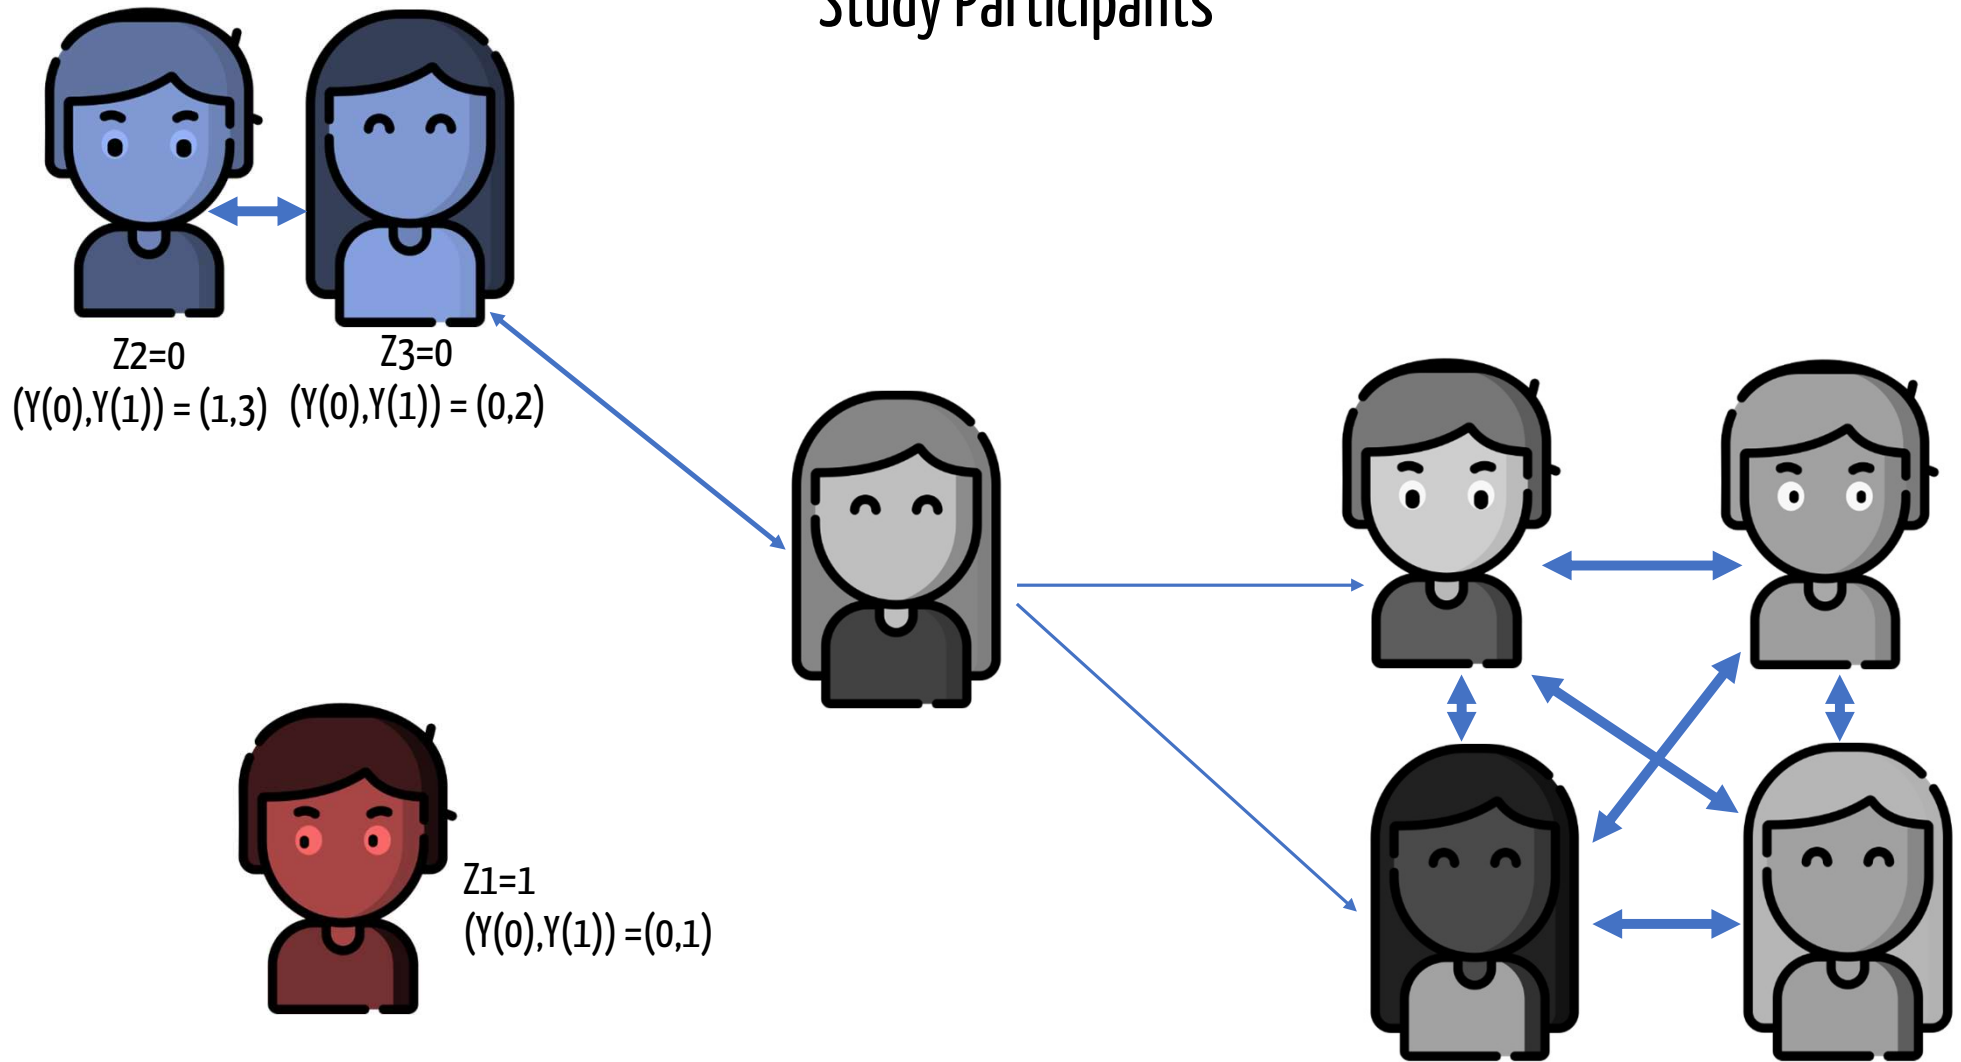 Study Participants
Z2=0
(Y(0),Y(1)) = (1,3)
Z3=0
(Y(0),Y(1)) = (0,2)
Z1=1
(Y(0),Y(1)) =(0,1)